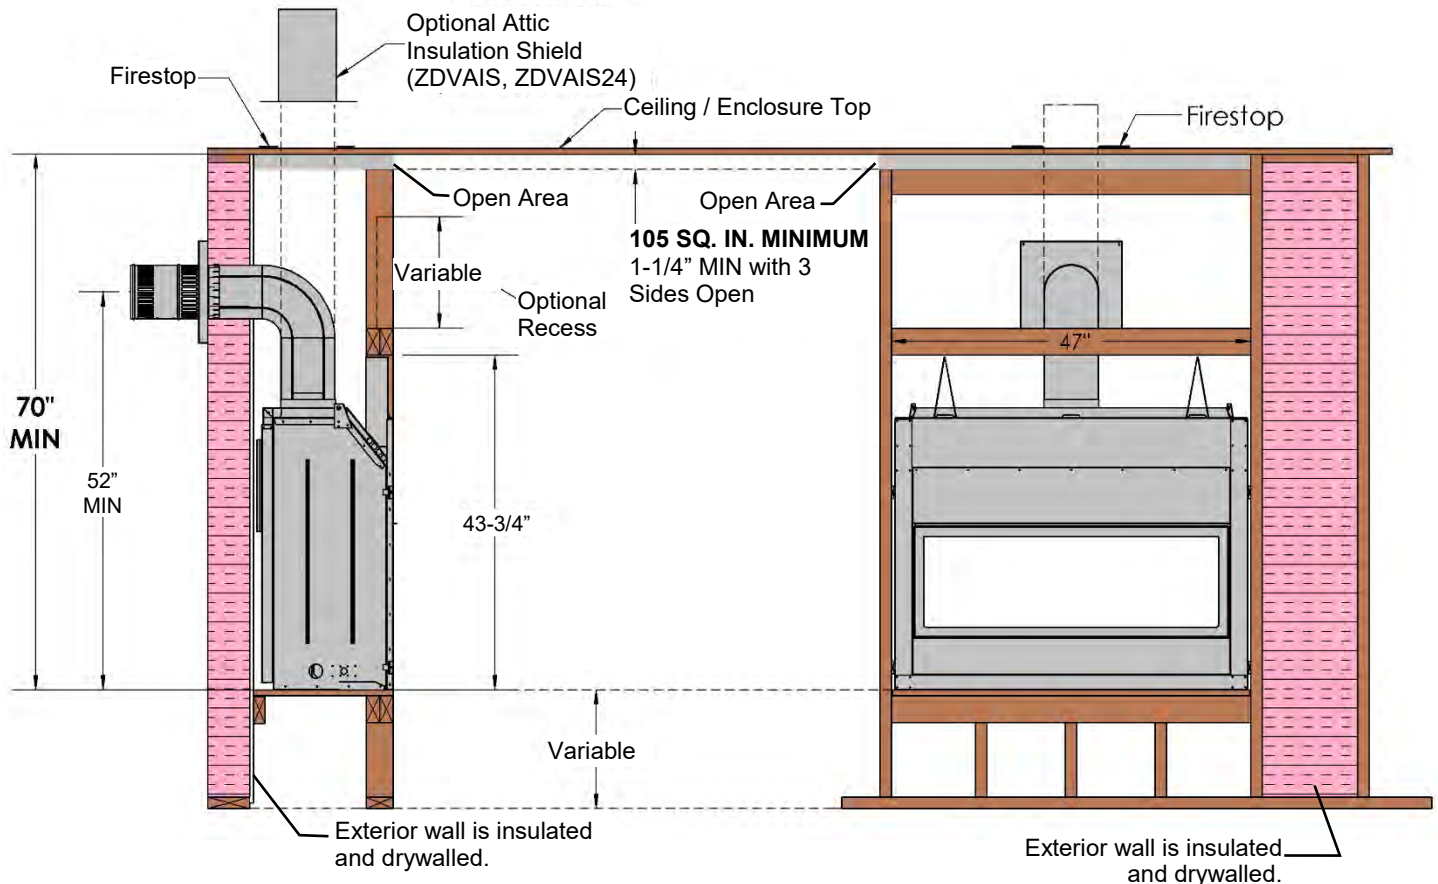 Optional Attic
Insulation Shield
(ZDVAIS, ZDVAIS24)
Firestop
Ceiling / Enclosure Top
Firestop
Open Area
Open Area
105 SQ. IN. MINIMUM
1-1/4” MIN with 3
Sides Open
Variable
Optional
Recess
47"
70"
MIN
52”
MIN
43-3/4”
Variable
Exterior wall is insulated
and drywalled.
Exterior wall is insulated
and drywalled.